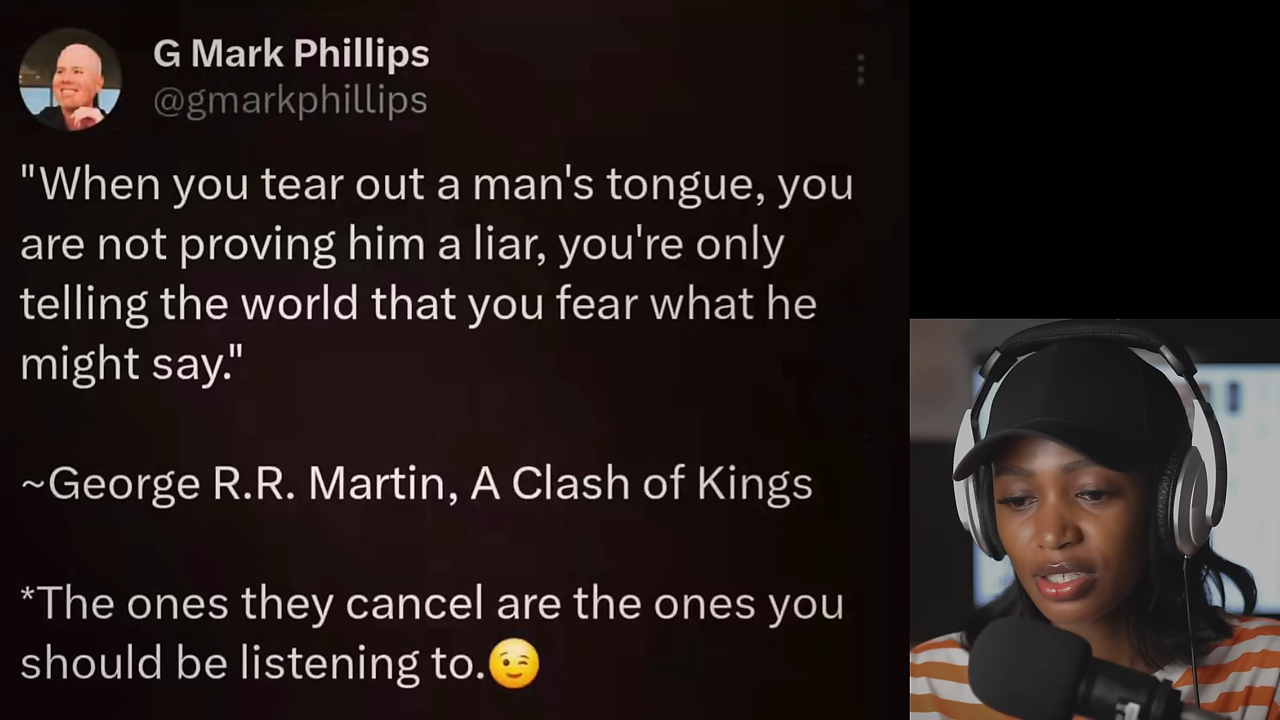 G Mark Phillips
@gmarkphillips
"When you tear out a man's tongue, you
are not proving him a liar, you're only
telling the world that you fear what he
might say."
~George R.R. Martin, A Clash of Kings
*The ones they cancel are the ones you
should be listening to.😉